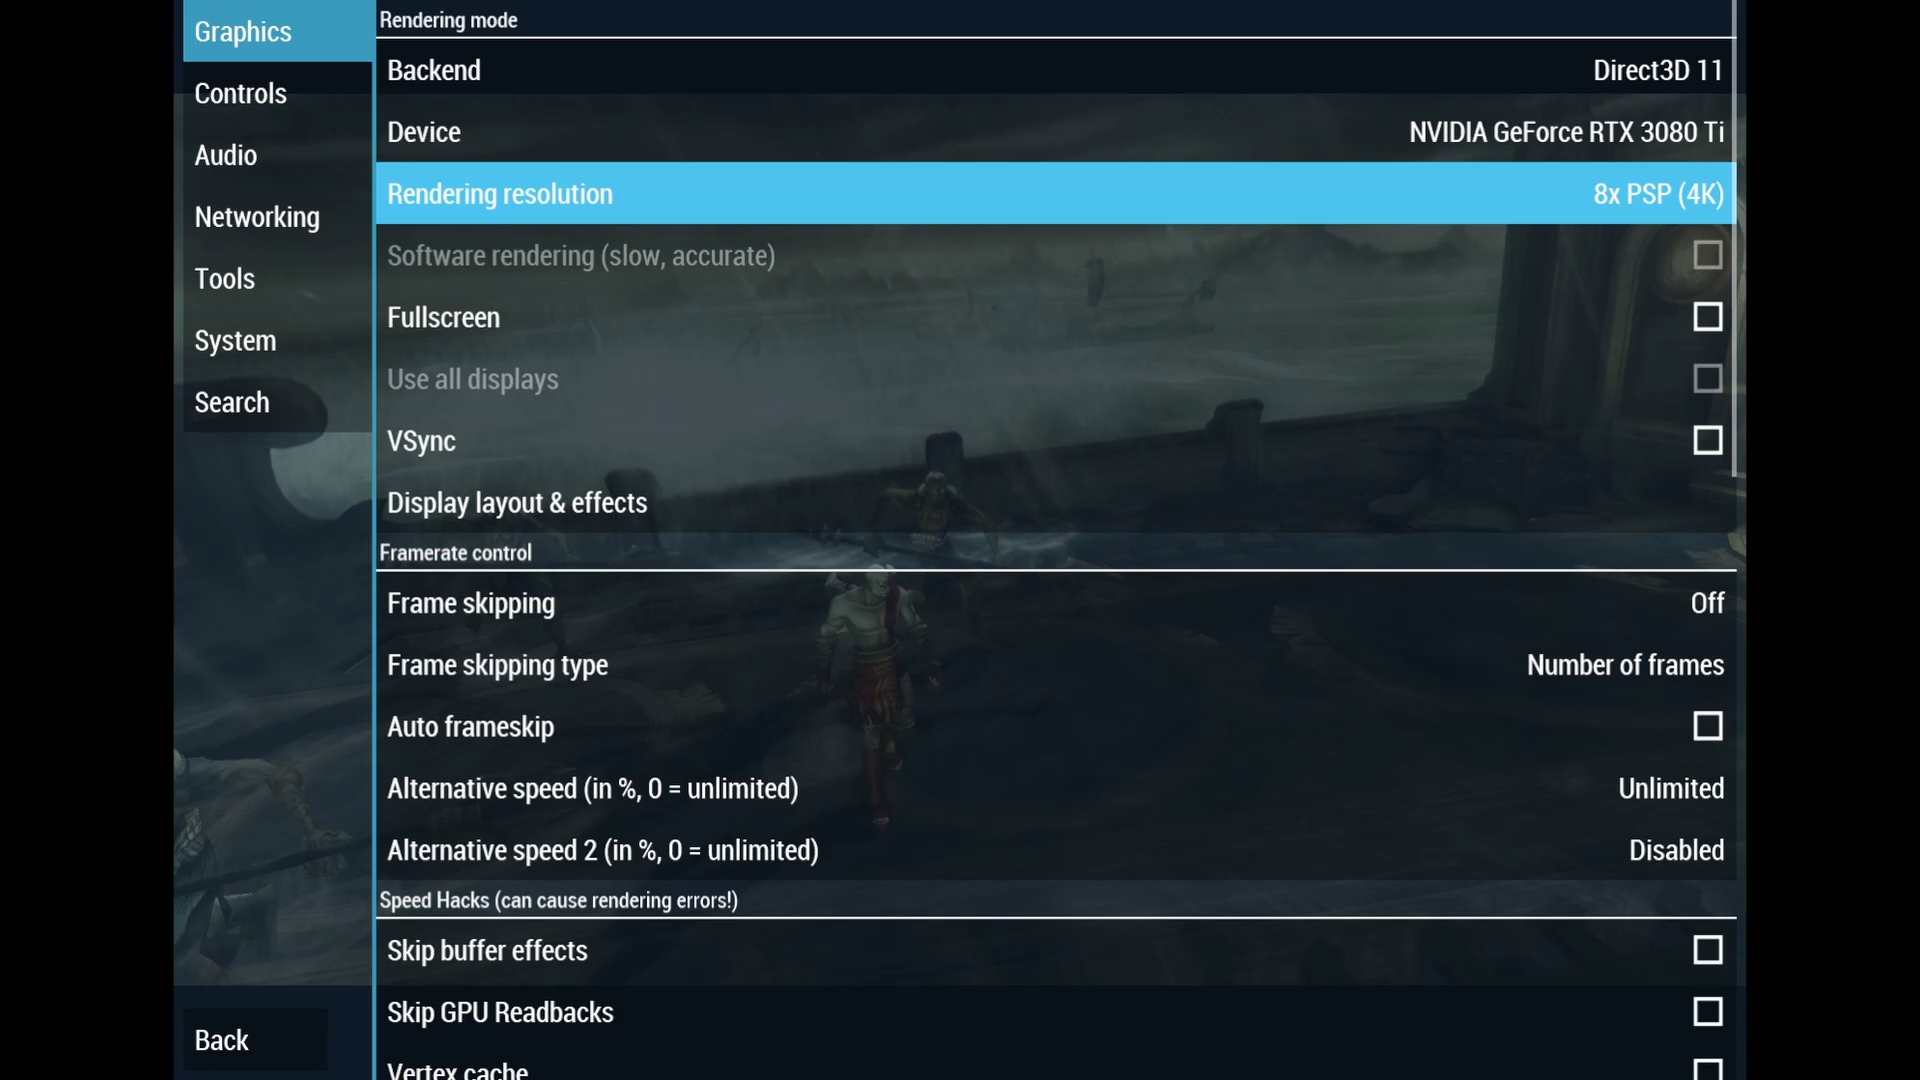 Graphics
Controls
Audio
Networking
Tools
System
Search
Back
Rendering mode
Backend Direct3D 11
Device NVIDIA GeForce RTX 3080 Ti
Rendering resolution 8x PSP (4K)
Software rendering (slow, accurate)
Fullscreen
Use all displays
VSync
Display layout & effects
Framerate control
Frame skipping Off
Frame skipping type Number of frames
Auto frameskip
Alternative speed (in %, 0 = unlimited) Unlimited
Alternative speed 2 (in %, 0 = unlimited) Disabled
Speed Hacks (can cause rendering errors!)
Skip buffer effects
Skip GPU Readbacks
Vertex cache